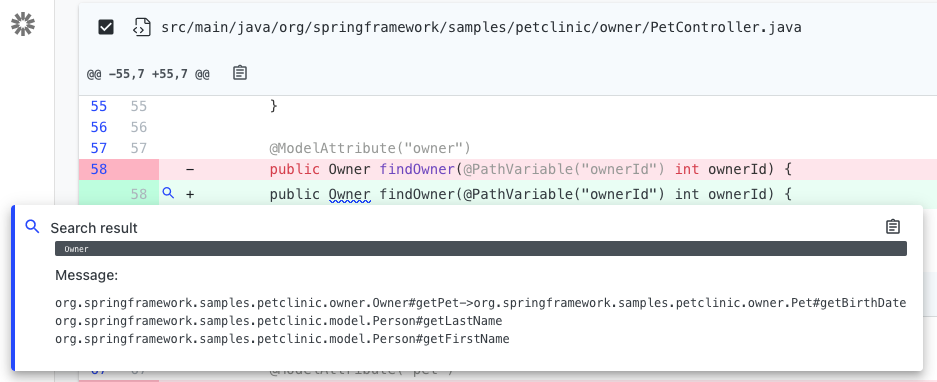 src/main/java/org/springframework/samples/petclinic/owner/PetController.java
@@ -55,7 +55,7 @@
55 55 }
56 56
57 57 @ModelAttribute("owner")
58 - public Owner findOwner(@PathVariable("ownerId") int ownerId) {
58 + public Owner findOwner(@PathVariable("ownerId") int ownerId) {
Search result
Owner
Message:
org.springframework.samples.petclinic.owner.Owner#getPet->org.springframework.samples.petclinic.owner.Pet#getBirthDate
org.springframework.samples.petclinic.model.Person#getLastName
org.springframework.samples.petclinic.model.Person#getFirstName
@ModelAttribute("pet")